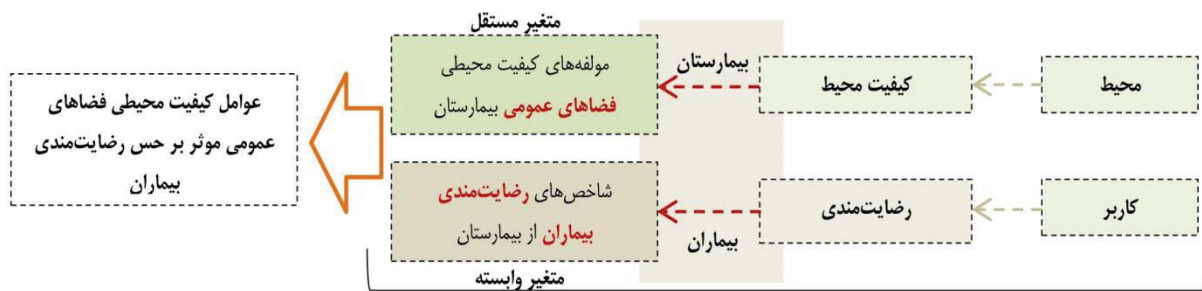 محیط
کیفیت محیط
بیمارستان
متغیر مستقل
مولفه‌های کیفیت محیطی
فضاهای عمومی بیمارستان
کاربر
رضایت‌مندی
بیماران
شاخص‌های رضایت‌مندی
بیماران از بیمارستان
متغیر وابسته
عوامل کیفیت محیطی فضاهای
عمومی موثر بر حس رضایت‌مندی
بیماران